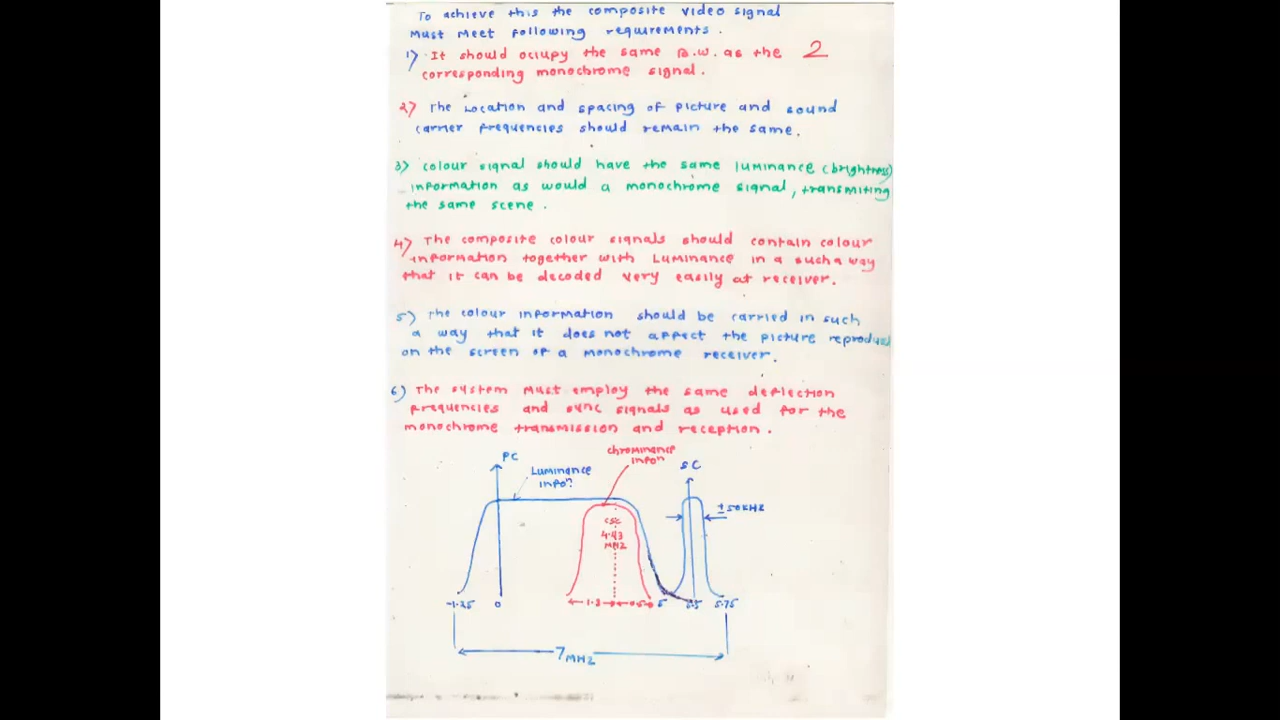 To achieve this the composite video signal
must meet following requirements.
1) It should occupy the same B.W. as the 2
corresponding monochrome signal.
2) The Location and spacing of picture and sound
carrier frequencies should remain the same.
3) Colour signal should have the same luminance (brightness)
information as would a monochrome signal, transmiting
the same scene.
4) The composite colour signals should contain colour
information together with Luminance in a such a way
that it can be decoded very easily at receiver.
5) The colour information should be carried in such
a way that it does not affect the picture reproduced
on the screen of a monochrome receiver.
6) The system must employ the same deflection
frequencies and sync signals as used for the
monochrome transmission and reception.
chrominance
infoⁿ
PC
SC
Luminance
infoⁿ.
±50KHZ
CSC
4.43
MHZ
-1.25 0 1.3 5 5.5 5.75
7 MHZ